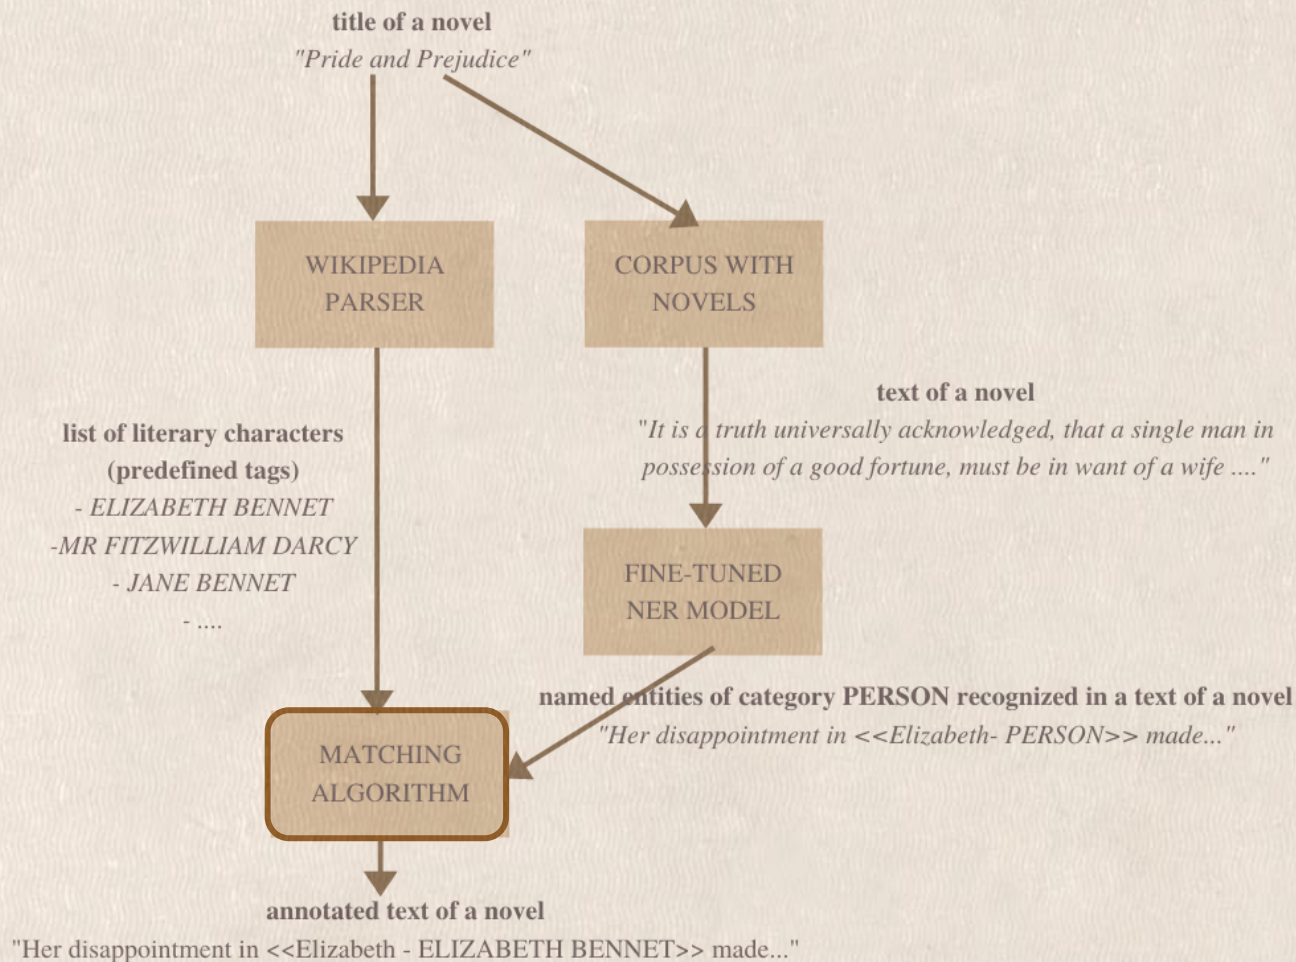 title of a novel
"Pride and Prejudice"
WIKIPEDIA
PARSER
CORPUS WITH
NOVELS
text of a novel
"It is a truth universally acknowledged, that a single man in
possession of a good fortune, must be in want of a wife ...."
list of literary characters
(predefined tags)
- ELIZABETH BENNET
-MR FITZWILLIAM DARCY
- JANE BENNET
- ....
FINE-TUNED
NER MODEL
named entities of category PERSON recognized in a text of a novel
"Her disappointment in <<Elizabeth- PERSON>> made..."
MATCHING
ALGORITHM
annotated text of a novel
"Her disappointment in <<Elizabeth - ELIZABETH BENNET>> made..."